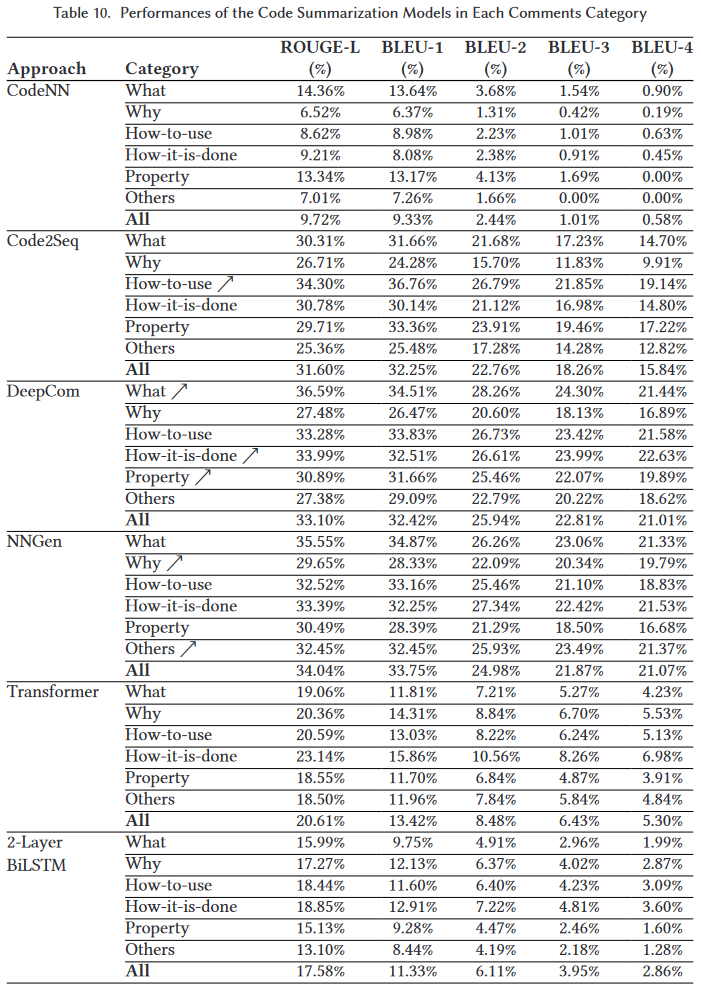 Table 10. Performances of the Code Summarization Models in Each Comments Category
ROUGE-L BLEU-1 BLEU-2 BLEU-3 BLEU-4
Approach Category (%) (%) (%) (%) (%)
CodeNN What 14.36% 13.64% 3.68% 1.54% 0.90%
Why 6.52% 6.37% 1.31% 0.42% 0.19%
How-to-use 8.62% 8.98% 2.23% 1.01% 0.63%
How-it-is-done 9.21% 8.08% 2.38% 0.91% 0.45%
Property 13.34% 13.17% 4.13% 1.69% 0.00%
Others 7.01% 7.26% 1.66% 0.00% 0.00%
All 9.72% 9.33% 2.44% 1.01% 0.58%
Code2Seq What 30.31% 31.66% 21.68% 17.23% 14.70%
Why 26.71% 24.28% 15.70% 11.83% 9.91%
How-to-use ↗ 34.30% 36.76% 26.79% 21.85% 19.14%
How-it-is-done 30.78% 30.14% 21.12% 16.98% 14.80%
Property 29.71% 33.36% 23.91% 19.46% 17.22%
Others 25.36% 25.48% 17.28% 14.28% 12.82%
All 31.60% 32.25% 22.76% 18.26% 15.84%
DeepCom What ↗ 36.59% 34.51% 28.26% 24.30% 21.44%
Why 27.48% 26.47% 20.60% 18.13% 16.89%
How-to-use 33.28% 33.83% 26.73% 23.42% 21.58%
How-it-is-done ↗ 33.99% 32.51% 26.61% 23.99% 22.63%
Property ↗ 30.89% 31.66% 25.46% 22.07% 19.89%
Others 27.38% 29.09% 22.79% 20.22% 18.62%
All 33.10% 32.42% 25.94% 22.81% 21.01%
NNGen What 35.55% 34.87% 26.26% 23.06% 21.33%
Why ↗ 29.65% 28.33% 22.09% 20.34% 19.79%
How-to-use 32.52% 33.16% 25.46% 21.10% 18.83%
How-it-is-done 33.39% 32.25% 27.34% 22.42% 21.53%
Property 30.49% 28.39% 21.29% 18.50% 16.68%
Others ↗ 32.45% 32.45% 25.93% 23.49% 21.37%
All 34.04% 33.75% 24.98% 21.87% 21.07%
Transformer What 19.06% 11.81% 7.21% 5.27% 4.23%
Why 20.36% 14.31% 8.84% 6.70% 5.53%
How-to-use 20.59% 13.03% 8.22% 6.24% 5.13%
How-it-is-done 23.14% 15.86% 10.56% 8.26% 6.98%
Property 18.55% 11.70% 6.84% 4.87% 3.91%
Others 18.50% 11.96% 7.84% 5.84% 4.84%
All 20.61% 13.42% 8.48% 6.43% 5.30%
2-Layer What 15.99% 9.75% 4.91% 2.96% 1.99%
BiLSTM Why 17.27% 12.13% 6.37% 4.02% 2.87%
How-to-use 18.44% 11.60% 6.40% 4.23% 3.09%
How-it-is-done 18.85% 12.91% 7.22% 4.81% 3.60%
Property 15.13% 9.28% 4.47% 2.46% 1.60%
Others 13.10% 8.44% 4.19% 2.18% 1.28%
All 17.58% 11.33% 6.11% 3.95% 2.86%